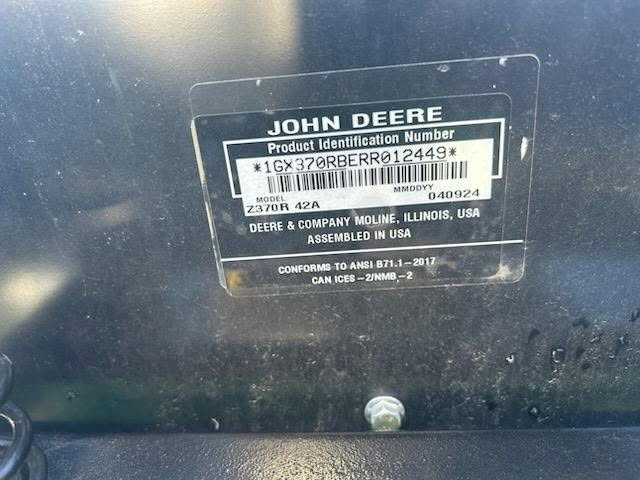 JOHN DEERE
Product Identification Number
*1GX370RBERR012449*
MODEL MMDDYY
Z370R 42A 040924
DEERE & COMPANY MOLINE, ILLINOIS, USA
ASSEMBLED IN USA
CONFORMS TO ANSI B71.1-2017
CAN ICES-2/NMB-2